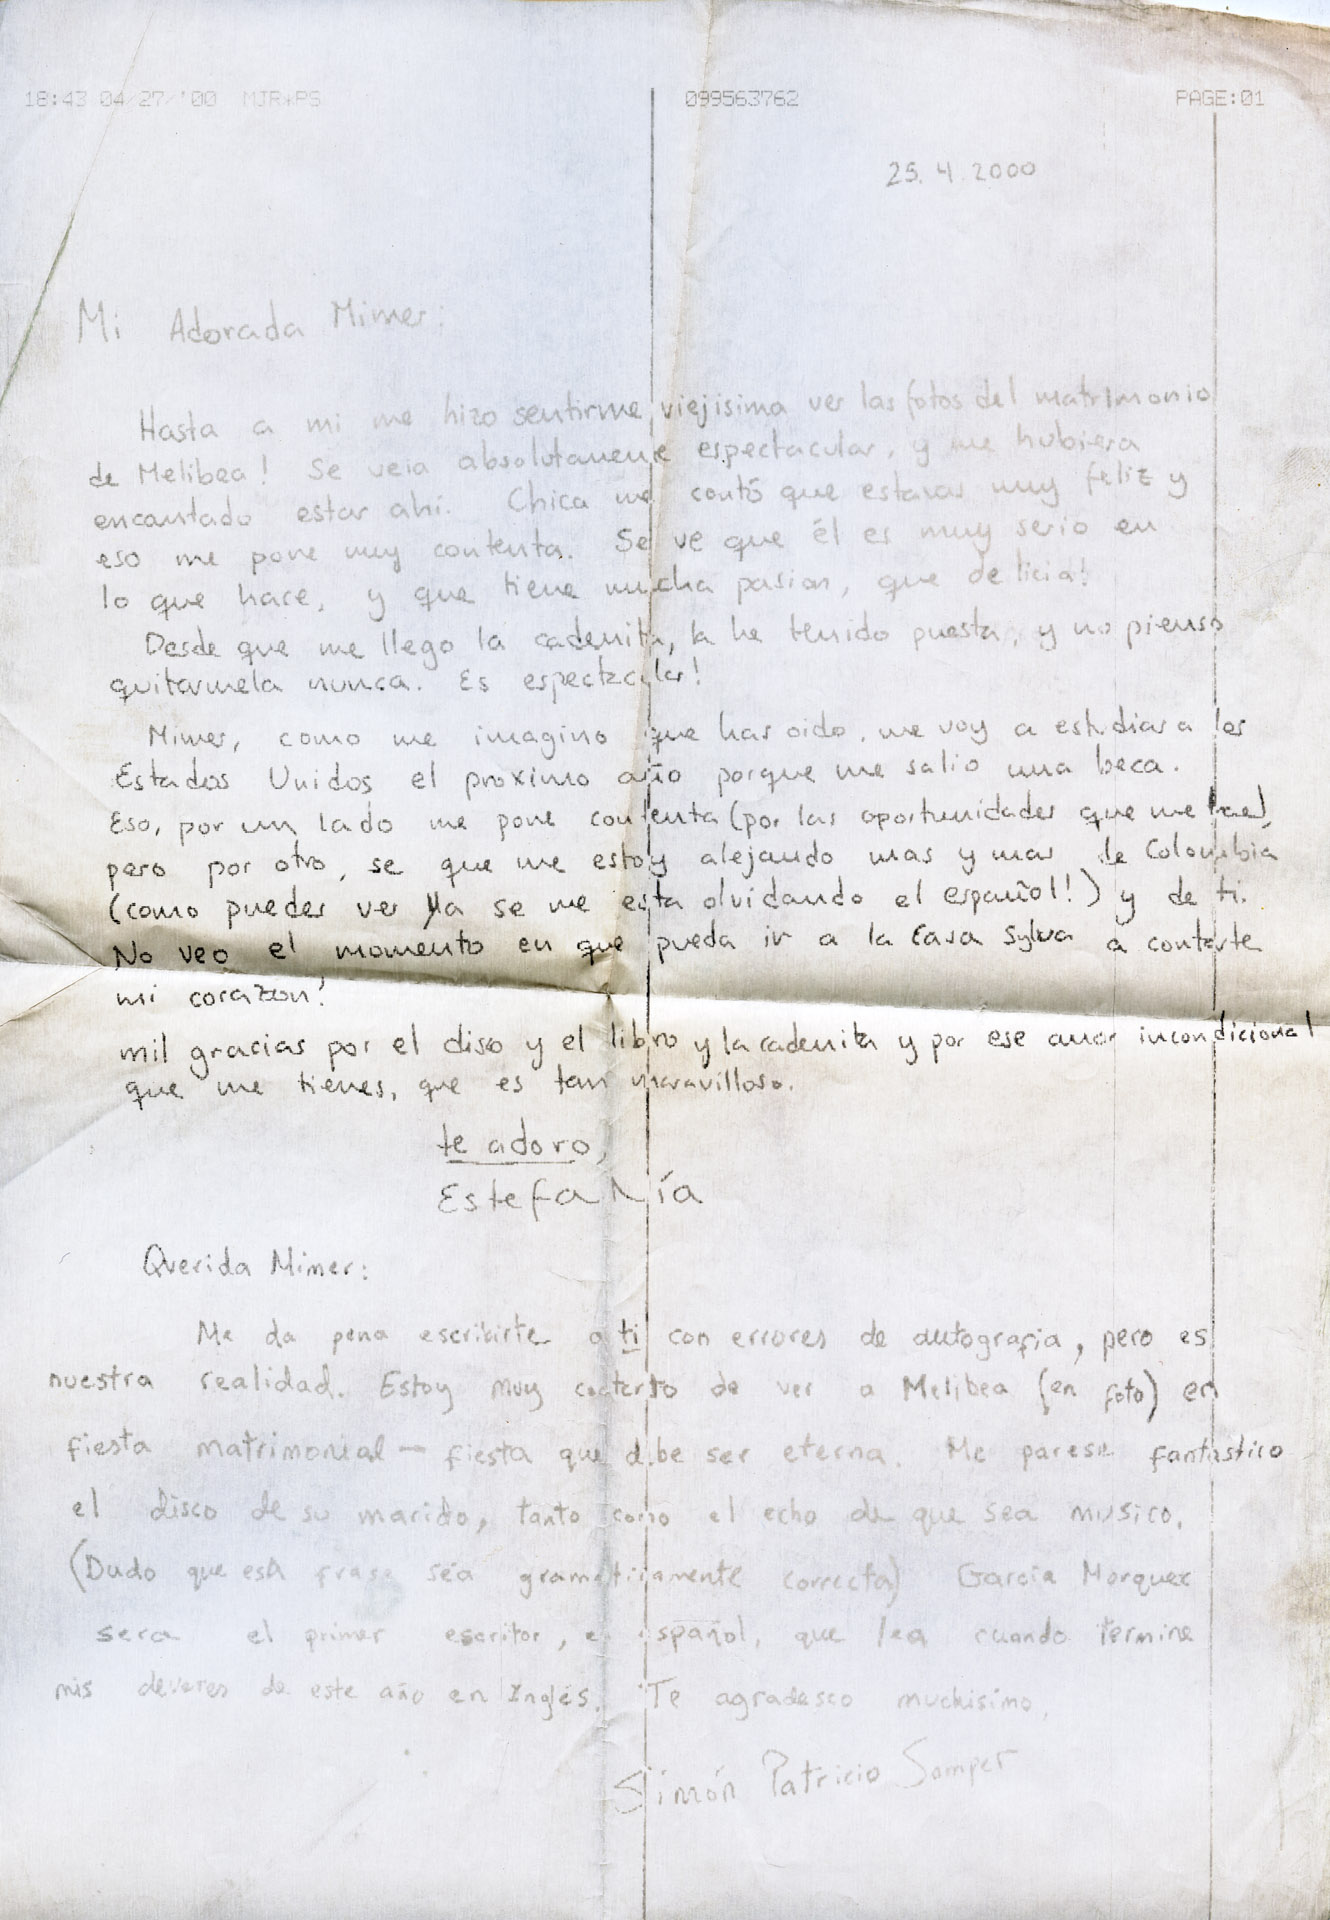 18:43 04/27/'00 MJR*PS 099563762 PAGE:01
25.4.2000
Mi Adorada Mimer:
Hasta a mi me hizo sentirme viejisima ver las fotos del matrimonio
de Melibea! Se veia absolutamente espectacular, y me hubiera
encantado estar ahí. Chica me contó que estaras muy feliz y
eso me pone muy contenta. Se ve que él es muy serio en
lo que hace, y que tiene mucha pasion, que delicia!
Desde que me llego la cadenita, la he tenido puesta, y no pienso
quitarmela nunca. Es espectacular!
Mimer, como me imagino que has oido, me voy a estudiar a los
Estados Unidos el proximo año porque me salio una beca.
Eso, por un lado me pone contenta (por las oportunidades que me trae),
pero por otro, se que me estoy alejando mas y mas de Colombia
(como puedes ver ya se me esta olvidando el español!) y de ti.
No veo el momento en que pueda ir a la Casa Sylva a contarte
mi corazon!
mil gracias por el disco y el libro y la cadenita y por ese amor incondicional
que me tienes, que es tan maravilloso.
te adoro,
Estefanía
Querida Mimer:
Me da pena escribirte a ti con errores de autografia, pero es
nuestra realidad. Estoy muy contento de ver a Melibea (en foto) en
fiesta matrimonial — fiesta que debe ser eterna. Me parese fantastico
el disco de su marido, tanto como el echo de que sea musico.
(Dudo que esta frase sea gramaticamente correcta) Garcia Marquez
sera el primer escritor, en español, que lea cuando termine
mis deveres de este año en Inglés. Te agradesco muchisimo,
Simón Patricio Samper